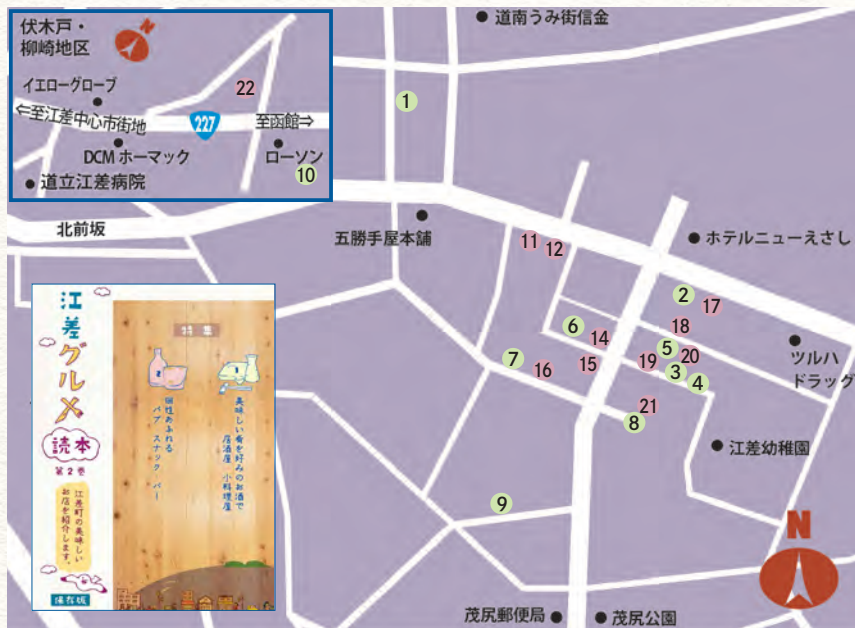 道南うみ街信金
伏木戸・
柳崎地区
N
イエローグローブ
22
⇐至江差中心市街地
227
至函館⇒
DCMホーマック
ローソン
10
道立江差病院
1
北前坂
五勝手屋本舗
11
12
ホテルニューえさし
2
17
6
14
18
5
20
ツルハ
ドラッグ
7
16
15
19
3
4
21
8
江差幼稚園
9
N
茂尻郵便局
茂尻公園
江差グルメ
読本
第2巻
江差町の美味しい
お店を紹介します。
保存版
特集
美味しい肴を好みのお酒で
居酒屋 小料理屋
個性あふれる
パブ スナック・バー